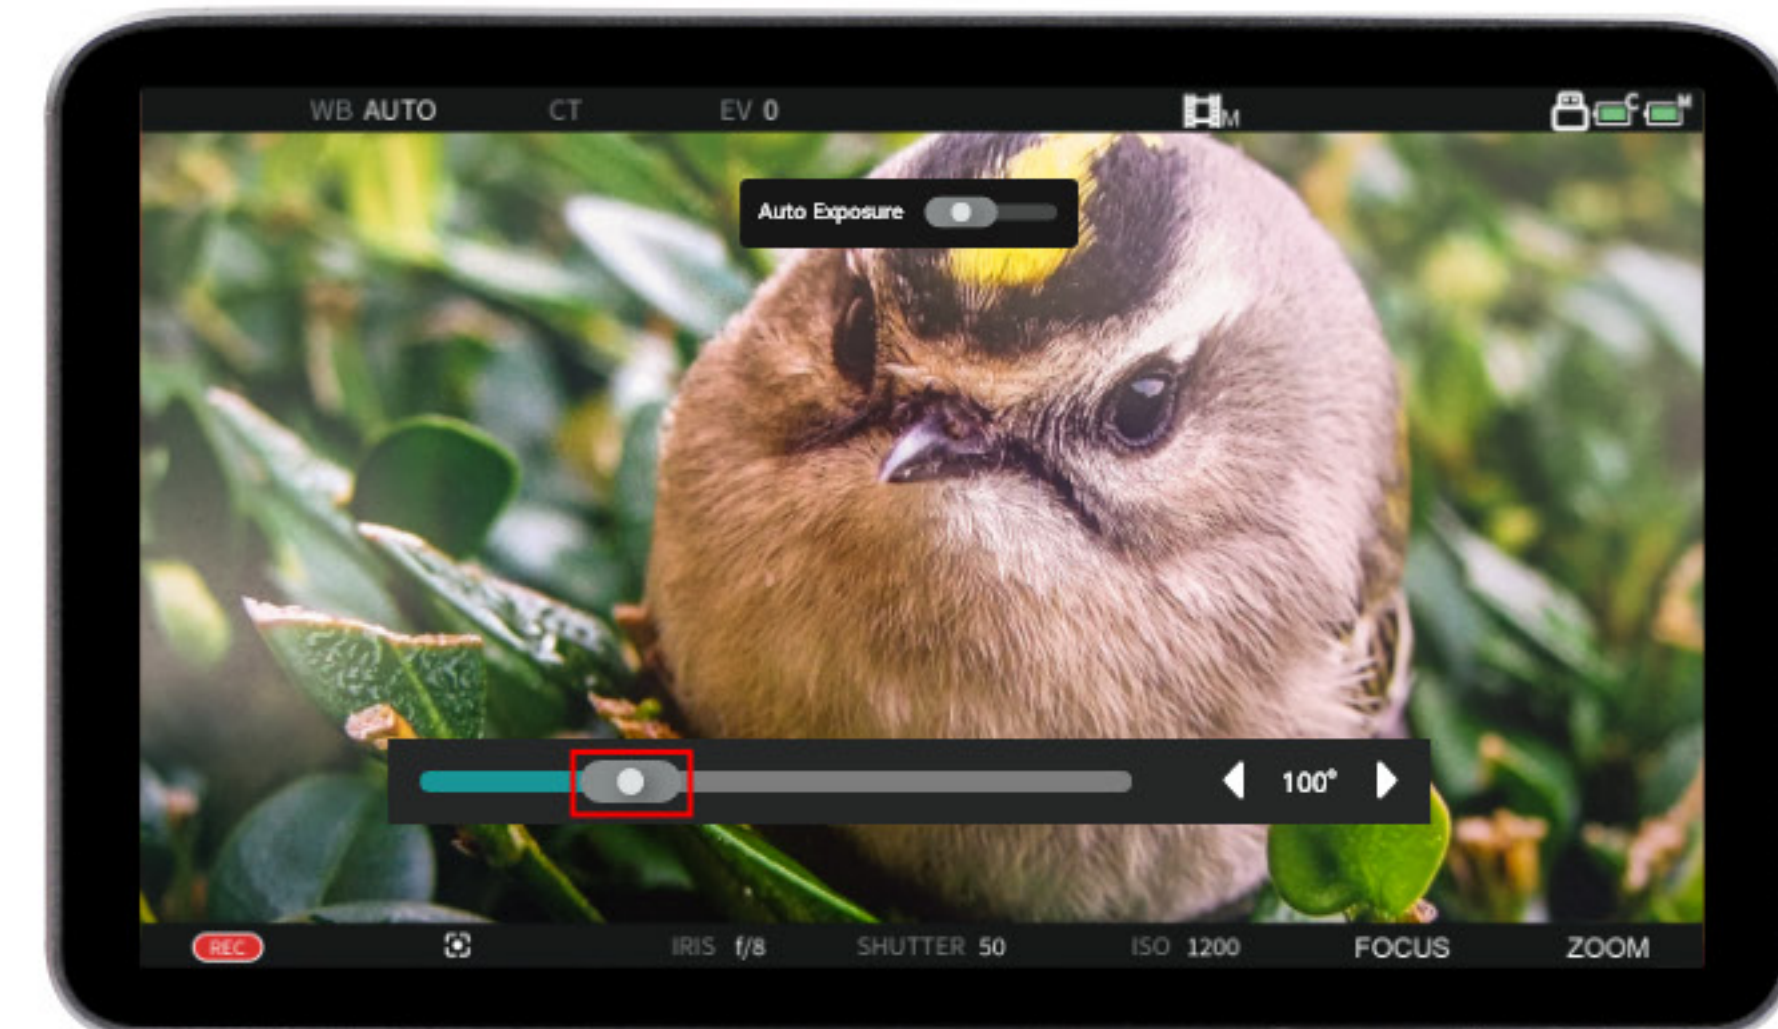 WB AUTO CT EV 0 M C M
Auto Exposure
100°
REC IRIS f/8 SHUTTER 50 ISO 1200 FOCUS ZOOM